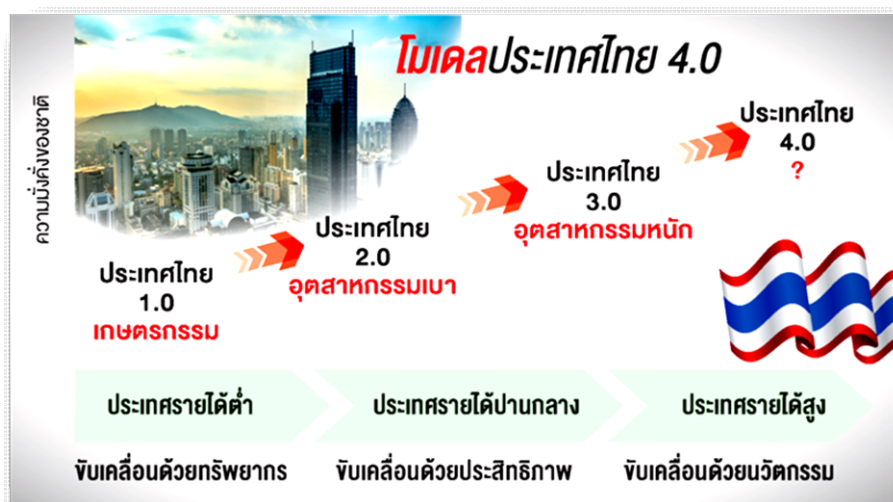 โมเดลประเทศไทย 4.0
ความมั่งคั่งของชาติ
ประเทศไทย
1.0
เกษตรกรรม
ประเทศไทย
2.0
อุตสาหกรรมเบา
ประเทศไทย
3.0
อุตสาหกรรมหนัก
ประเทศไทย
4.0
?
ประเทศรายได้ต่ำ
ประเทศรายได้ปานกลาง
ประเทศรายได้สูง
ขับเคลื่อนด้วยทรัพยากร
ขับเคลื่อนด้วยประสิทธิภาพ
ขับเคลื่อนด้วยนวัตกรรม